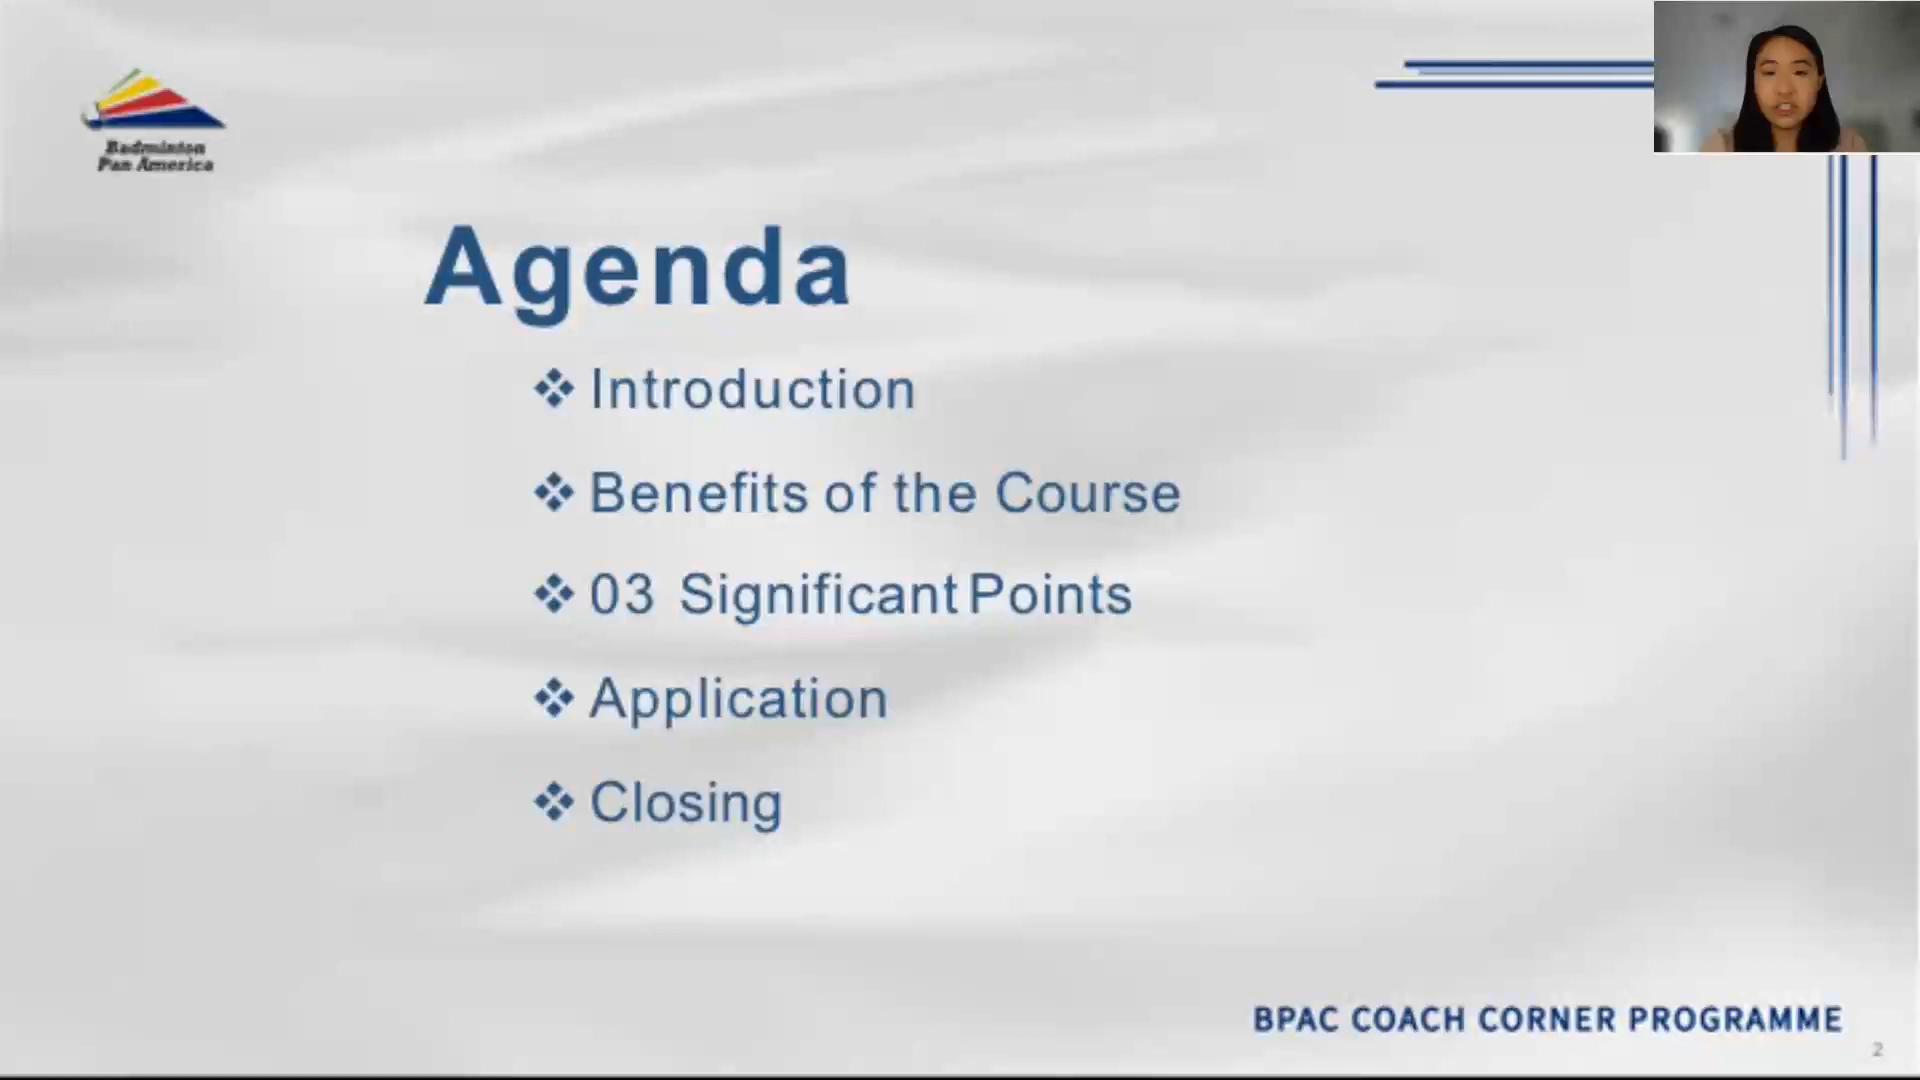 Badminton
Pan America
Agenda
❖ Introduction
❖ Benefits of the Course
❖ 03 Significant Points
❖ Application
❖ Closing
BPAC COACH CORNER PROGRAMME
2